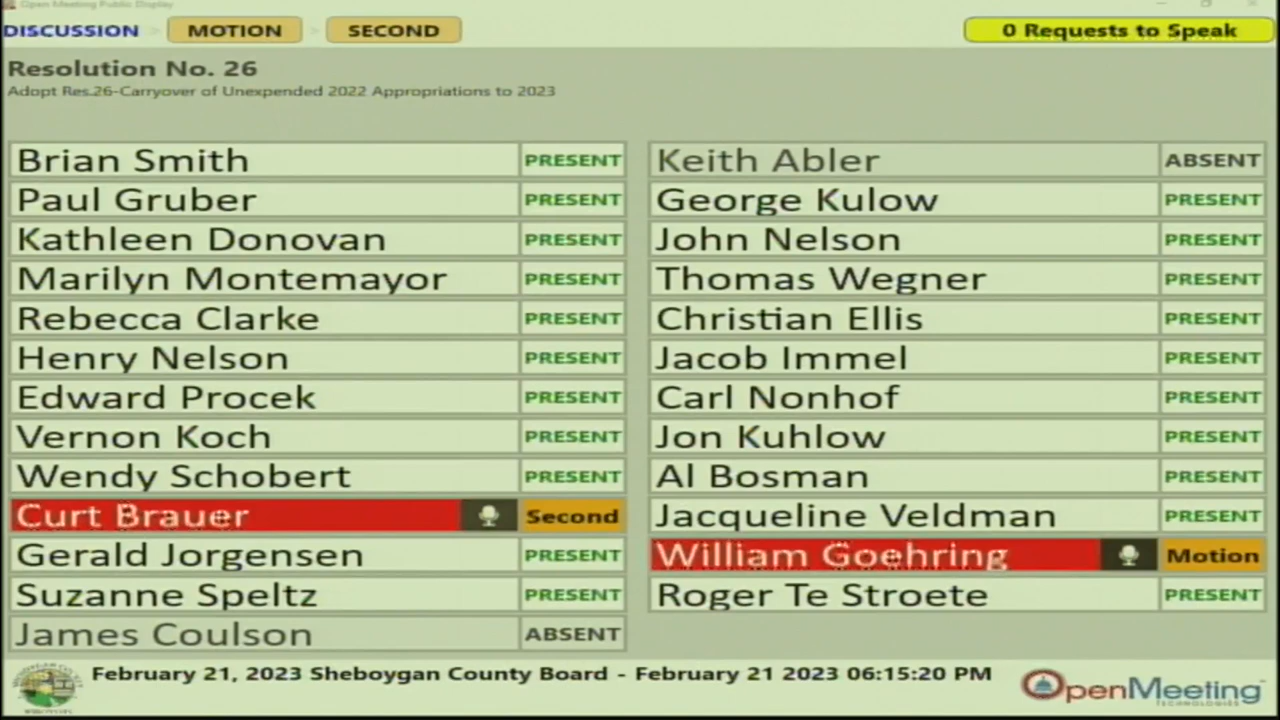 Open Meeting Public Display
DISCUSSION MOTION SECOND 0 Requests to Speak
Resolution No. 26
Adopt Res.26-Carryover of Unexpended 2022 Appropriations to 2023
Brian Smith PRESENT
Paul Gruber PRESENT
Kathleen Donovan PRESENT
Marilyn Montemayor PRESENT
Rebecca Clarke PRESENT
Henry Nelson PRESENT
Edward Procek PRESENT
Vernon Koch PRESENT
Wendy Schobert PRESENT
Curt Brauer Second
Gerald Jorgensen PRESENT
Suzanne Speltz PRESENT
James Coulson ABSENT
Keith Abler ABSENT
George Kulow PRESENT
John Nelson PRESENT
Thomas Wegner PRESENT
Christian Ellis PRESENT
Jacob Immel PRESENT
Carl Nonhof PRESENT
Jon Kuhlow PRESENT
Al Bosman PRESENT
Jacqueline Veldman PRESENT
William Goehring Motion
Roger Te Stroete PRESENT
February 21, 2023 Sheboygan County Board - February 21 2023 06:15:20 PM
OpenMeeting
TECHNOLOGIES